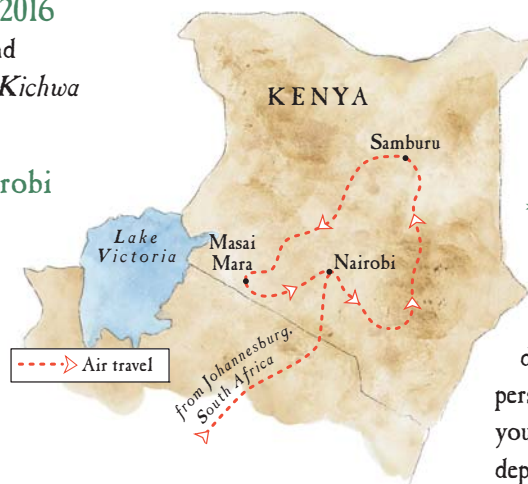 2016
nd
Kichwa
robi
KENYA
Samburu
Lake
Victoria
Masai
Mara
Nairobi
Air travel
from Johannesburg,
South Africa
pers
you
dep